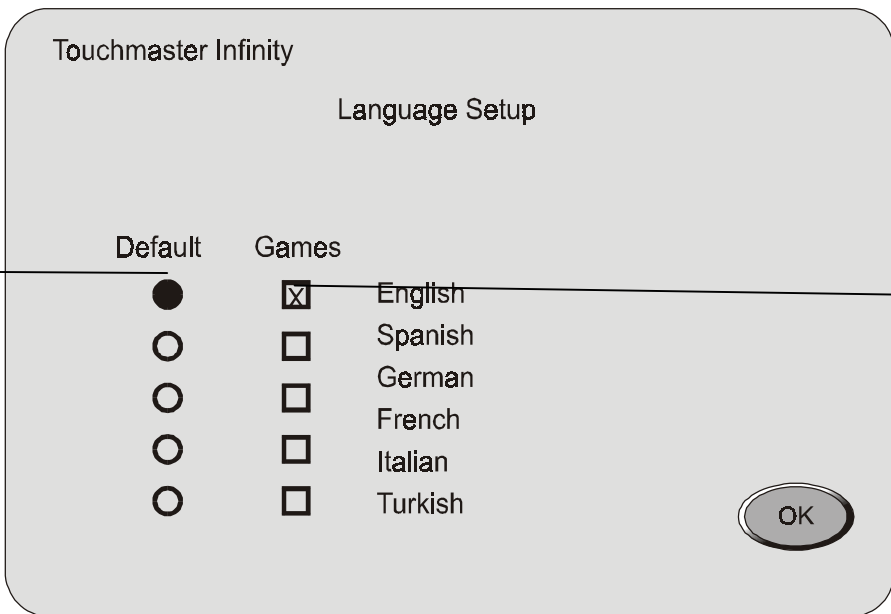 Touchmaster Infinity
Language Setup
Default Games
X English
Spanish
German
French
Italian
Turkish
OK